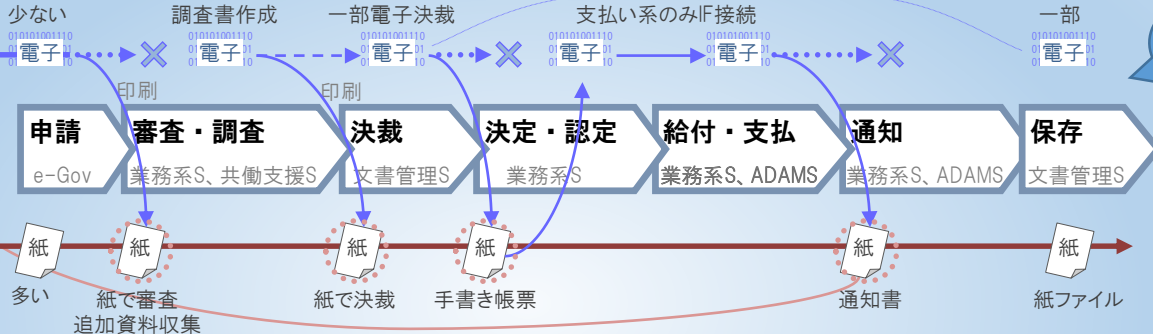 少ない
調査書作成
一部電子決裁
支払い系のみIF接続
一部
010101001110
電子
010101001110
電子
010101001110
電子
010101001110
電子
010101001110
電子
010101001110
電子
印刷
印刷
申請
審査・調査
決裁
決定・認定
給付・支払
通知
保存
e-Gov
業務系S、共働支援S
文書管理S
業務系S
業務系S、ADAMS
業務系S、ADAMS
文書管理S
紙
紙
紙
紙
紙
紙
多い
紙で審査
追加資料収集
紙で決裁
手書き帳票
通知書
紙ファイル